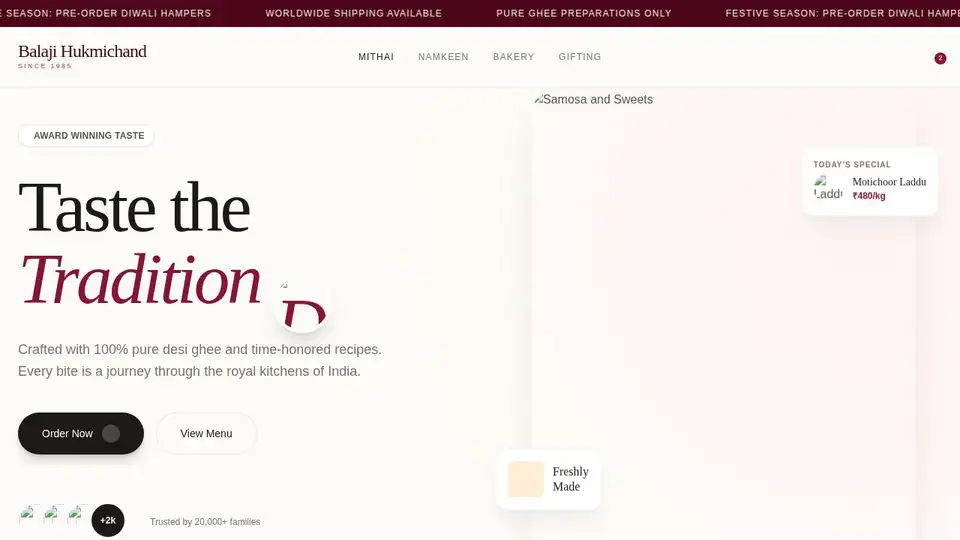 E SEASON: PRE-ORDER DIWALI HAMPERS
WORLDWIDE SHIPPING AVAILABLE
PURE GHEE PREPARATIONS ONLY
FESTIVE SEASON: PRE-ORDER DIWALI HAMPE
Balaji Hukmichand
SINCE 1985
MITHAI
NAMKEEN
BAKERY
GIFTING
2
Samosa and Sweets
AWARD WINNING TASTE
TODAY'S SPECIAL
Laddu
Motichoor Laddu
₹480/kg
Taste the
Tradition
Crafted with 100% pure desi ghee and time-honored recipes.
Every bite is a journey through the royal kitchens of India.
Order Now
View Menu
Freshly
Made
+2k
Trusted by 20,000+ families